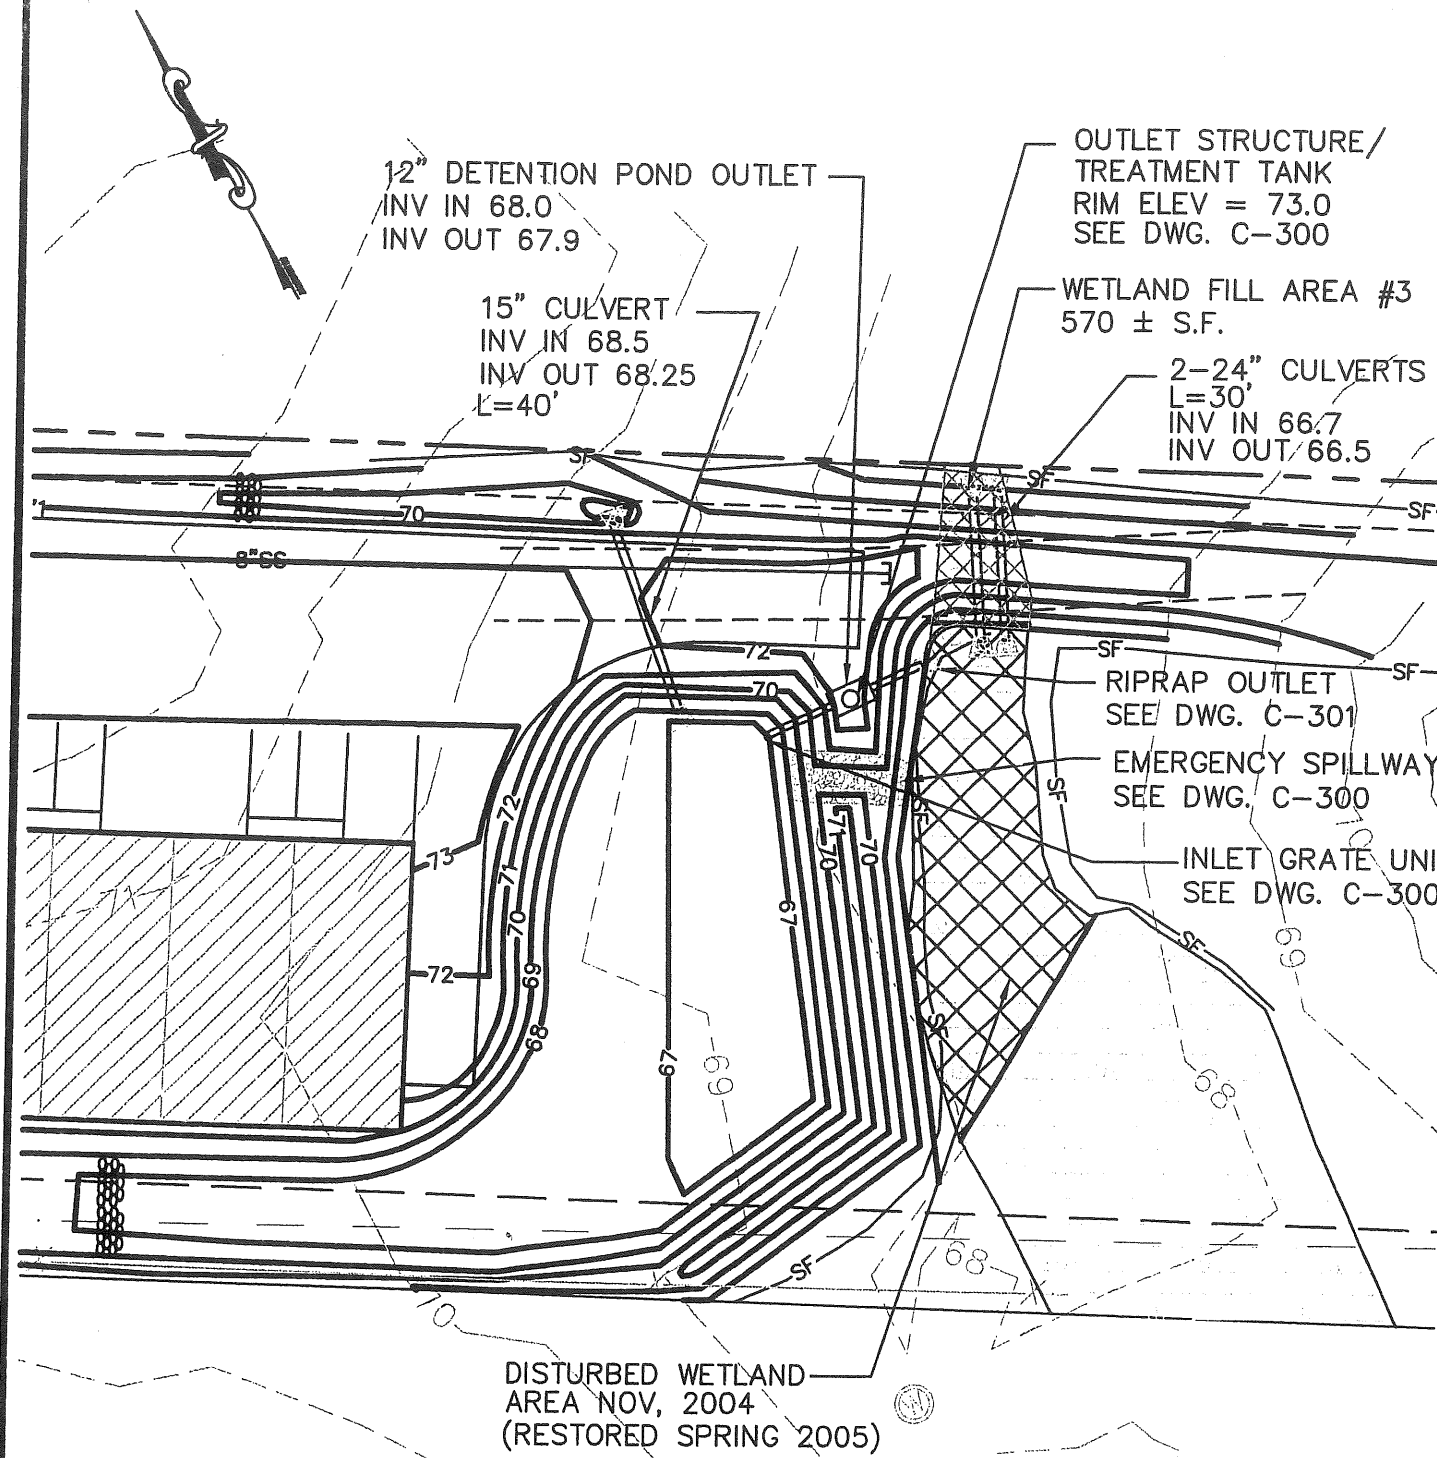 12" DETENTION POND OUTLET
INV IN 68.0
INV OUT 67.9
15" CULVERT
INV IN 68.5
INV OUT 68.25
L=40'
OUTLET STRUCTURE/
TREATMENT TANK
RIM ELEV = 73.0
SEE DWG. C-300
WETLAND FILL AREA #3
570 ± S.F.
2-24" CULVERTS
L=30'
INV IN 66.7
INV OUT 66.5
SF
SF
SF
70
8"SS
72
70
SF
SF
RIPRAP OUTLET
SEE DWG. C-301
EMERGENCY SPILLWAY
SEE DWG. C-300
SF
SF
70
INLET GRATE UNI
SEE DWG. C-300
72
71
70
70
73
71
71
70
67
69
SF
72
69
68
SF
67
69
68
68
SF
70
DISTURBED WETLAND
AREA NOV, 2004
(RESTORED SPRING 2005)
W